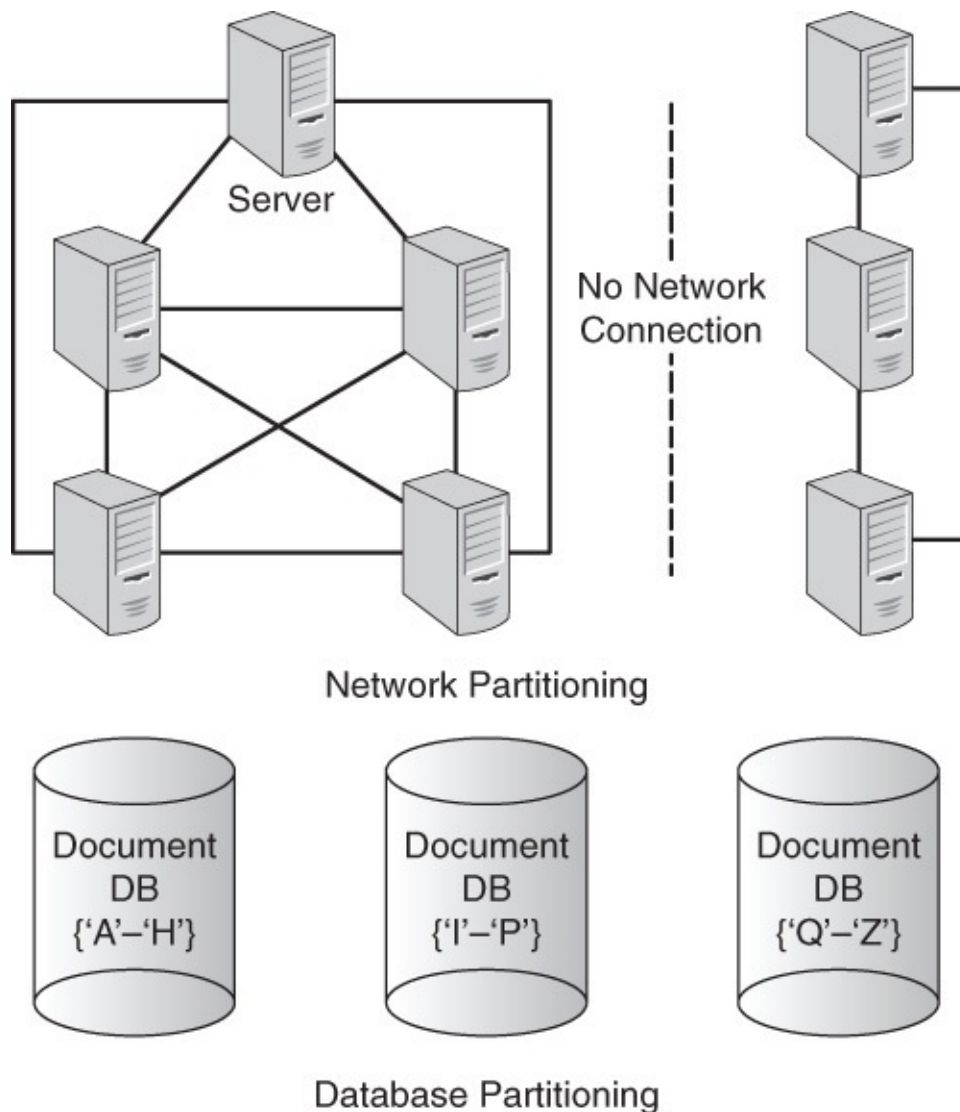 Server
No Network
Connection
Network Partitioning
Document
DB
{‘A’–‘H’}
Document
DB
{‘I’–‘P’}
Document
DB
{‘Q’–‘Z’}
Database Partitioning